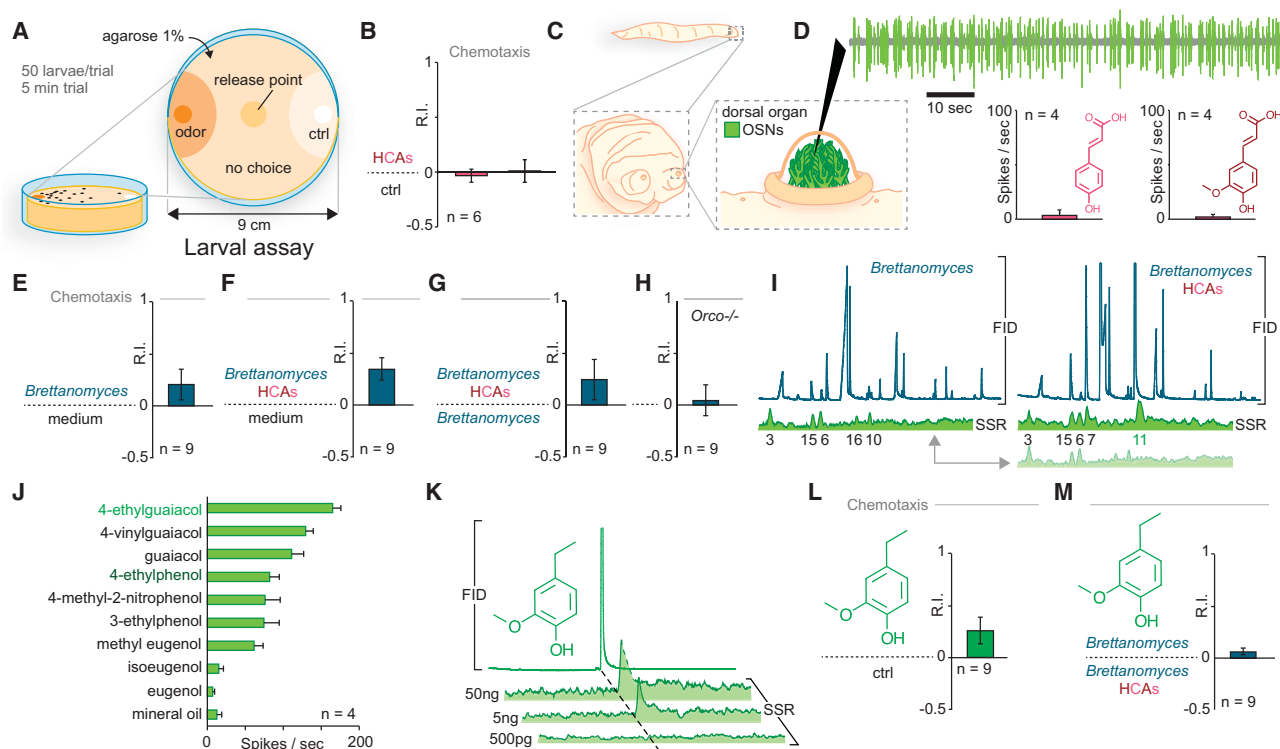 A
agarose 1%
50 larvae/trial
5 min trial
release point
odor
ctrl
no choice
9 cm
Larval assay
B
Chemotaxis
1
R.I.
HCAs
0
ctrl
-0.5
n = 6
C
dorsal organ
OSNs
D
10 sec
100
Spikes / sec
0
n = 4
O
OH
OH
100
Spikes / sec
0
n = 4
O
OH
O
OH
E
Chemotaxis
1
R.I.
Brettanomyces
0
medium
-0.5
n = 9
F
1
R.I.
Brettanomyces
HCAs
0
medium
-0.5
n = 9
G
1
R.I.
Brettanomyces
HCAs
0
Brettanomyces
-0.5
n = 9
H
1
Orco-/-
R.I.
0
-0.5
n = 9
I
Brettanomyces
FID
SSR
3 15 6 16 10
Brettanomyces
HCAs
FID
SSR
3 15 6 6 7 11
J
4-ethylguaiacol
4-vinylguaiacol
guaiacol
4-ethylphenol
4-methyl-2-nitrophenol
3-ethylphenol
methyl eugenol
isoeugenol
eugenol
mineral oil
n = 4
0 Spikes / sec 200
K
FID
O
OH
50ng
5ng
500pg
SSR
L
Chemotaxis
O
OH
1
R.I.
0
ctrl
n = 9
-0.5
M
O
OH
1
R.I.
Brettanomyces
0
Brettanomyces
HCAs
n = 9
-0.5